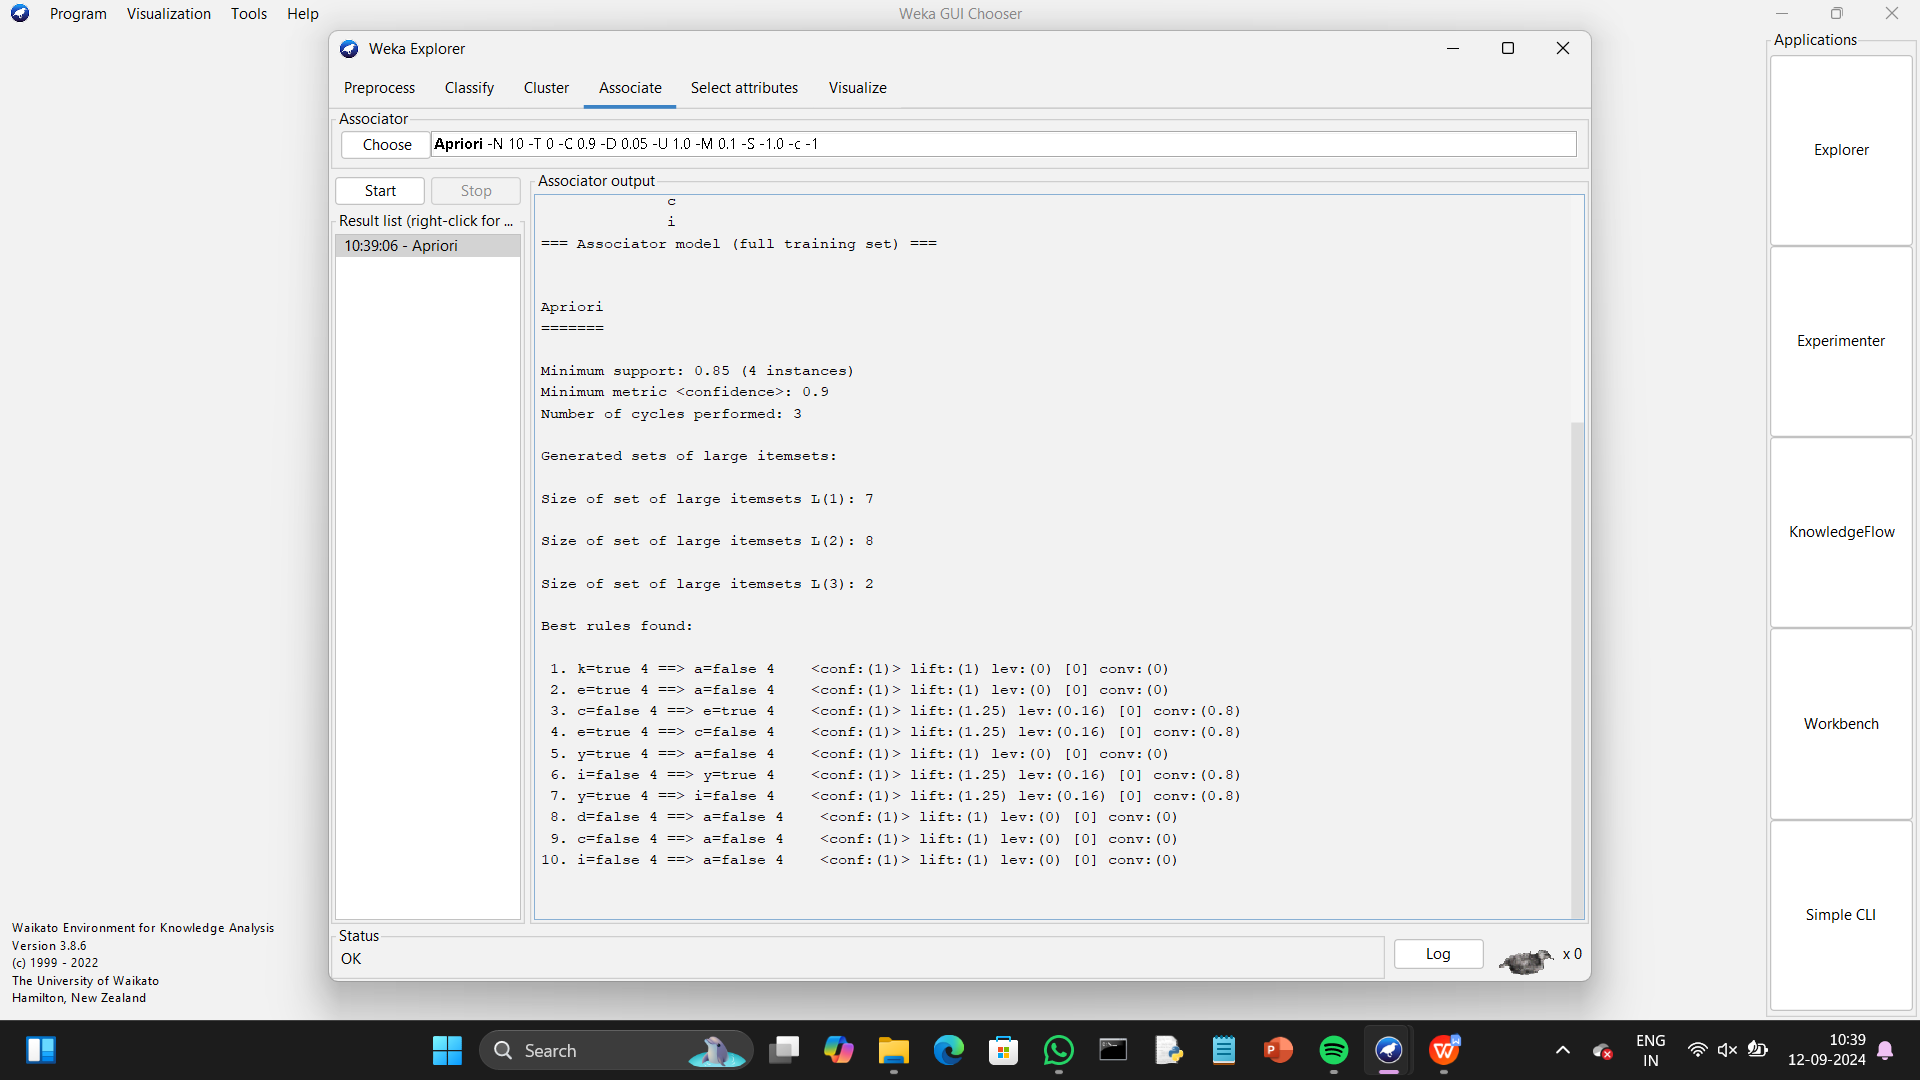 Program Visualization Tools Help
Weka GUI Chooser
Applications
Weka Explorer
Preprocess Classify Cluster Associate Select attributes Visualize
Associator
Choose Apriori -N 10 -T 0 -C 0.9 -D 0.05 -U 1.0 -M 0.1 -S -1.0 -c -1
Start Stop
Result list (right-click for ...
10:39:06 - Apriori
Associator output
c
i
=== Associator model (full training set) ===
Apriori
=======
Minimum support: 0.85 (4 instances)
Minimum metric <confidence>: 0.9
Number of cycles performed: 3
Generated sets of large itemsets:
Size of set of large itemsets L(1): 7
Size of set of large itemsets L(2): 8
Size of set of large itemsets L(3): 2
Best rules found:
1. k=true 4 ==> a=false 4 <conf:(1)> lift:(1) lev:(0) [0] conv:(0)
2. e=true 4 ==> a=false 4 <conf:(1)> lift:(1) lev:(0) [0] conv:(0)
3. c=false 4 ==> e=true 4 <conf:(1)> lift:(1.25) lev:(0.16) [0] conv:(0.8)
4. e=true 4 ==> c=false 4 <conf:(1)> lift:(1.25) lev:(0.16) [0] conv:(0.8)
5. y=true 4 ==> a=false 4 <conf:(1)> lift:(1) lev:(0) [0] conv:(0)
6. i=false 4 ==> y=true 4 <conf:(1)> lift:(1.25) lev:(0.16) [0] conv:(0.8)
7. y=true 4 ==> i=false 4 <conf:(1)> lift:(1.25) lev:(0.16) [0] conv:(0.8)
8. d=false 4 ==> a=false 4 <conf:(1)> lift:(1) lev:(0) [0] conv:(0)
9. c=false 4 ==> a=false 4 <conf:(1)> lift:(1) lev:(0) [0] conv:(0)
10. i=false 4 ==> a=false 4 <conf:(1)> lift:(1) lev:(0) [0] conv:(0)
Status
OK
Log
x 0
Explorer
Experimenter
KnowledgeFlow
Workbench
Simple CLI
Waikato Environment for Knowledge Analysis
Version 3.8.6
(c) 1999 - 2022
The University of Waikato
Hamilton, New Zealand
Search
ENG
IN
10:39
12-09-2024